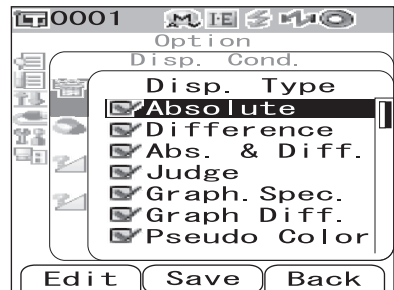 0001 M I·E
Option
Disp. Cond.
Disp. Type
Absolute
Difference
Abs. & Diff.
Judge
Graph. Spec.
Graph Diff.
Pseudo Color
Edit Save Back